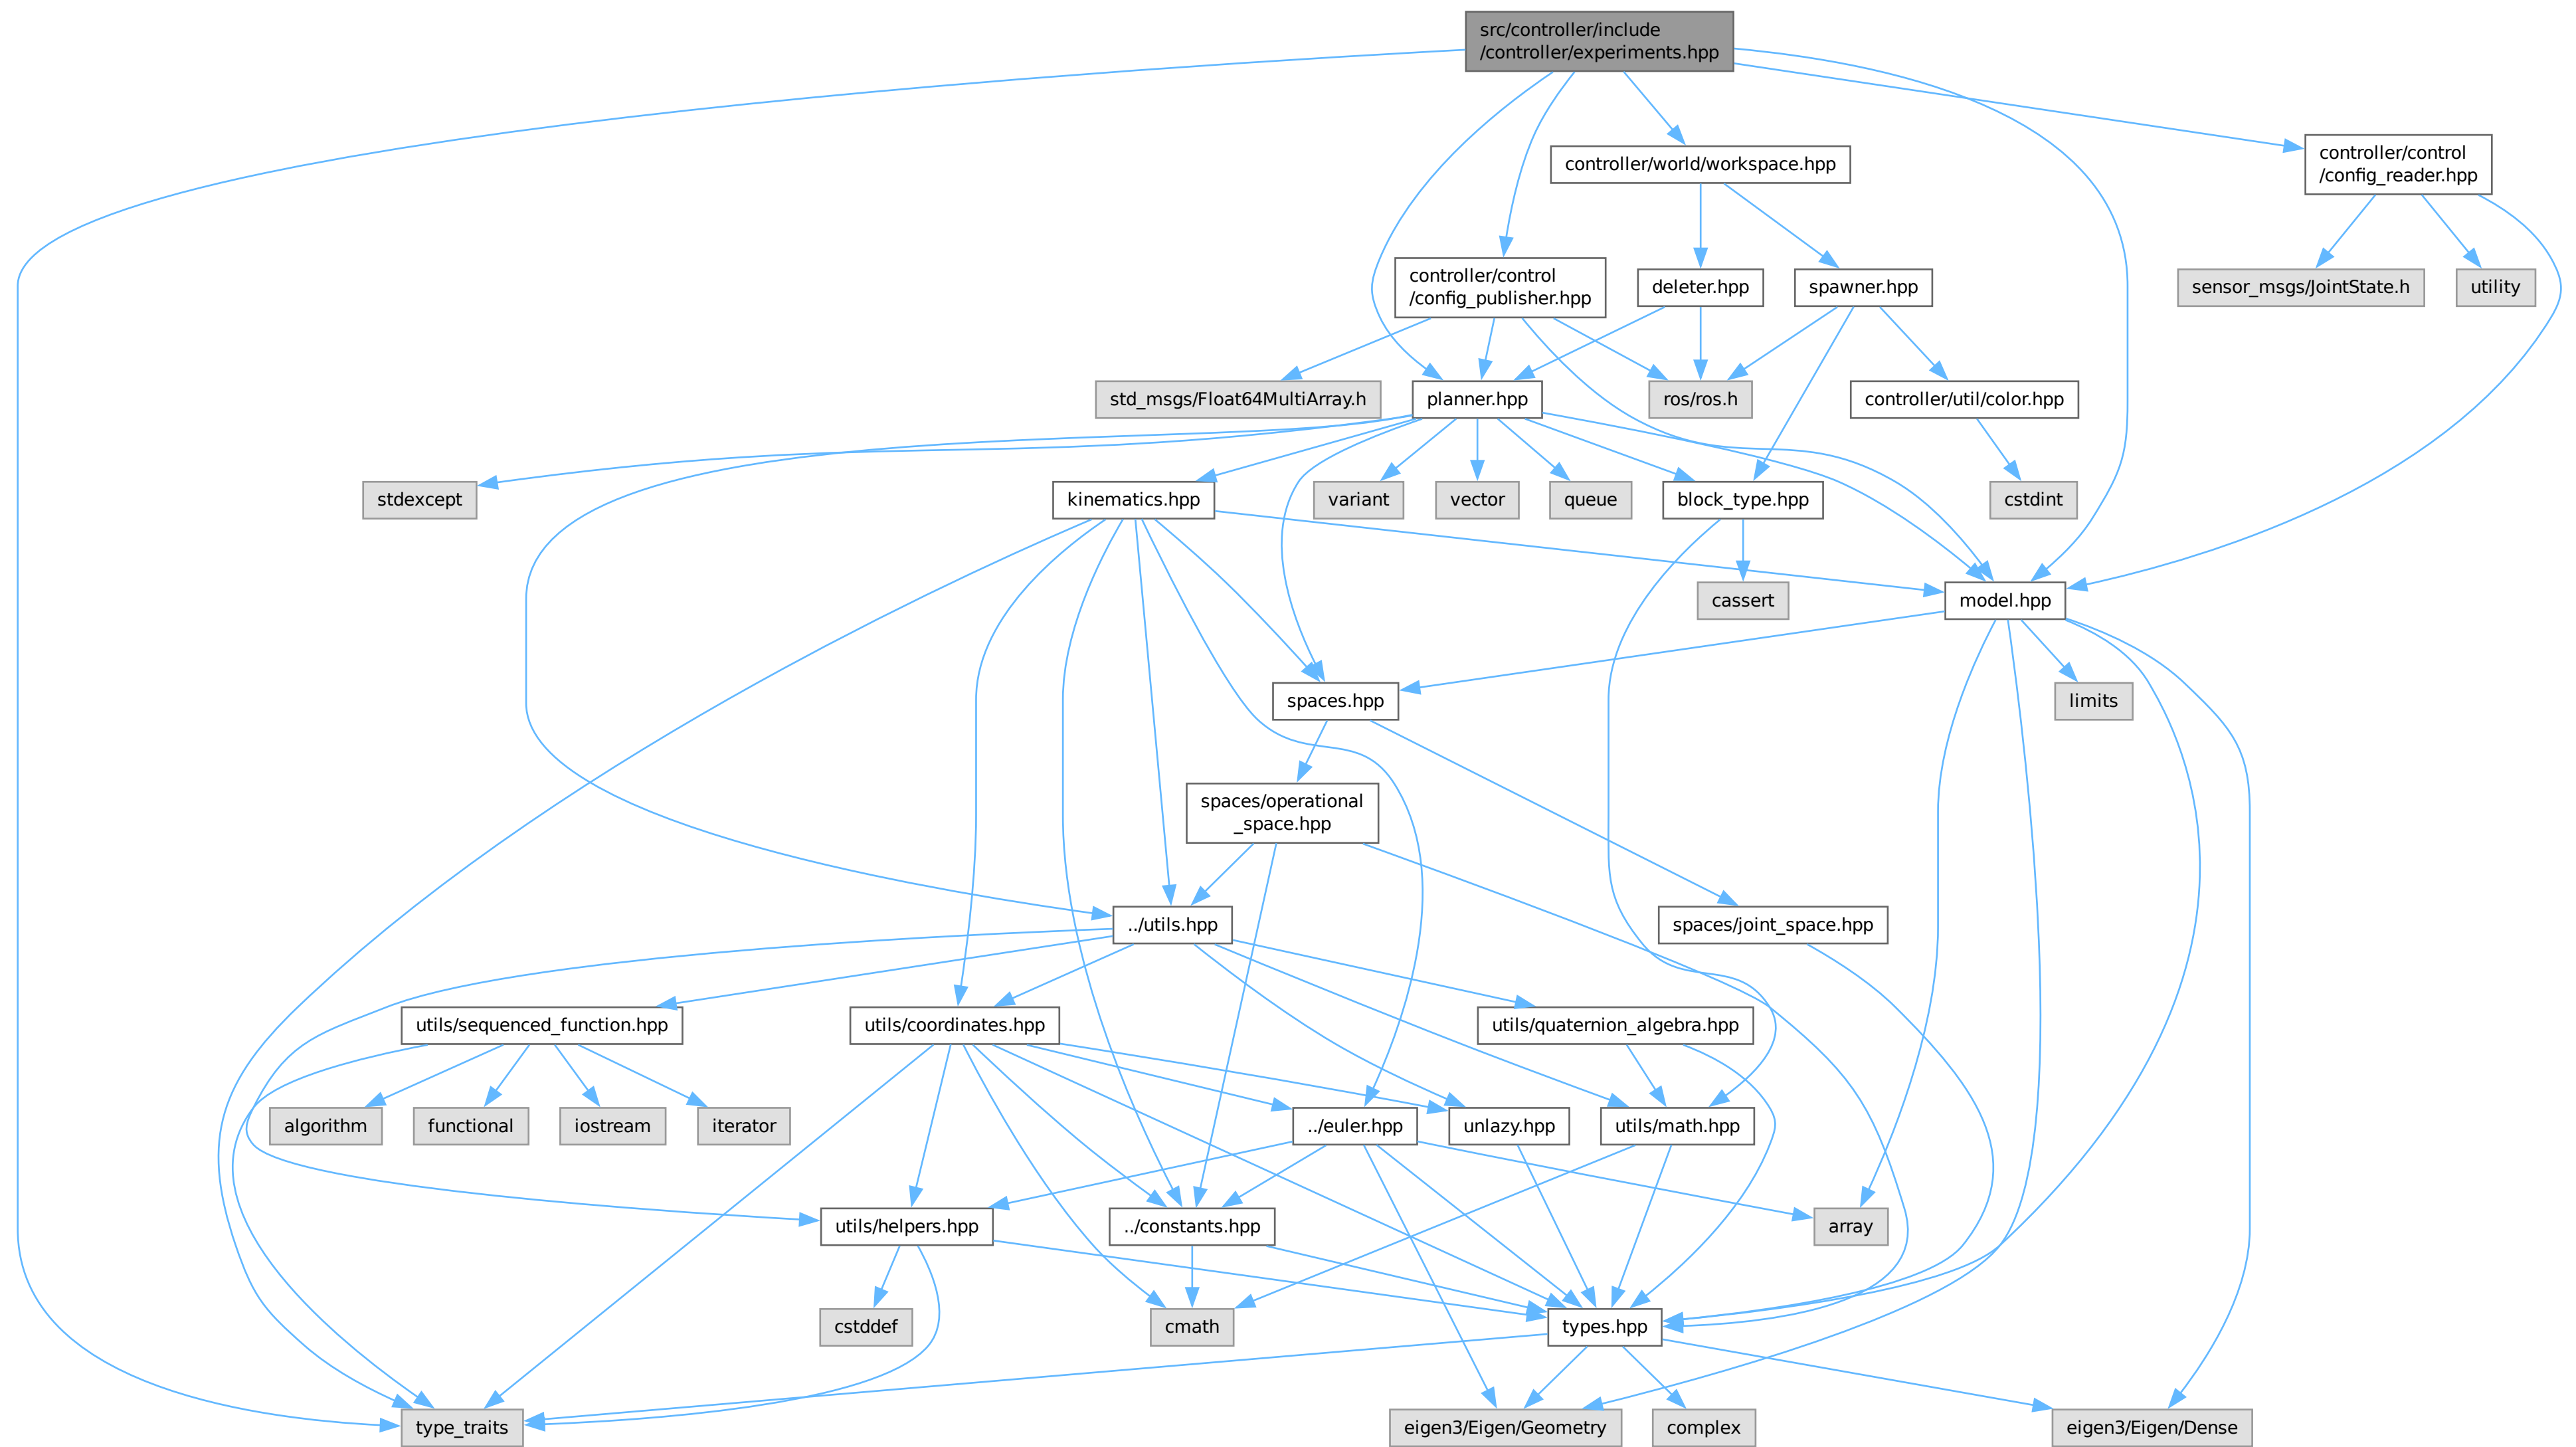 src/controller/include
/controller/experiments.hpp
controller/world/workspace.hpp
controller/control
/config_reader.hpp
controller/control
/config_publisher.hpp
deleter.hpp
spawner.hpp
sensor_msgs/JointState.h
utility
std_msgs/Float64MultiArray.h
planner.hpp
ros/ros.h
controller/util/color.hpp
stdexcept
kinematics.hpp
variant
vector
queue
block_type.hpp
cstdint
cassert
model.hpp
spaces.hpp
limits
spaces/operational
_space.hpp
../utils.hpp
spaces/joint_space.hpp
utils/sequenced_function.hpp
utils/coordinates.hpp
utils/quaternion_algebra.hpp
algorithm
functional
iostream
iterator
../euler.hpp
unlazy.hpp
utils/math.hpp
utils/helpers.hpp
../constants.hpp
array
cstddef
cmath
types.hpp
type_traits
eigen3/Eigen/Geometry
complex
eigen3/Eigen/Dense